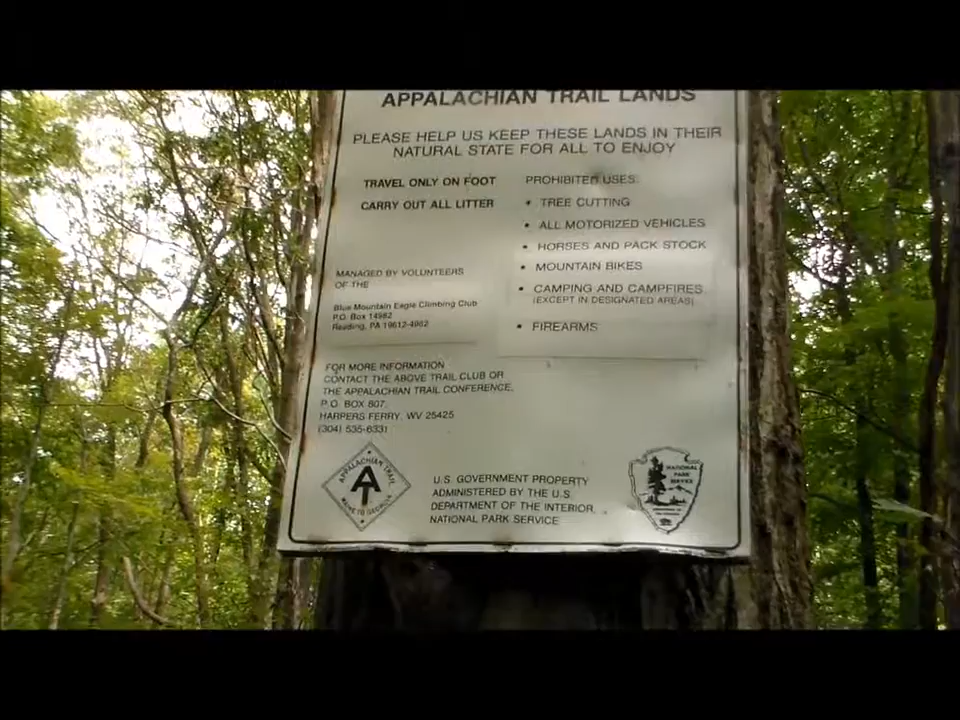 APPALACHIAN TRAIL LANDS
PLEASE HELP US KEEP THESE LANDS IN THEIR
NATURAL STATE FOR ALL TO ENJOY
TRAVEL ONLY ON FOOT
CARRY OUT ALL LITTER
PROHIBITED USES:
• TREE CUTTING
• ALL MOTORIZED VEHICLES
• HORSES AND PACK STOCK
• MOUNTAIN BIKES
• CAMPING AND CAMPFIRES
(EXCEPT IN DESIGNATED AREAS)
• FIREARMS
MANAGED BY VOLUNTEERS
OF THE
Blue Mountain Eagle Climbing Club
P.O. Box 14982
Reading, PA 19612-4982
FOR MORE INFORMATION
CONTACT THE ABOVE TRAIL CLUB OR
THE APPALACHIAN TRAIL CONFERENCE,
P.O. BOX 807,
HARPERS FERRY, WV 25425
(304) 535-6331
APPALACHIAN TRAIL
MAINE TO GEORGIA
U.S. GOVERNMENT PROPERTY
ADMINISTERED BY THE U.S.
DEPARTMENT OF THE INTERIOR,
NATIONAL PARK SERVICE
NATIONAL
PARK
SERVICE